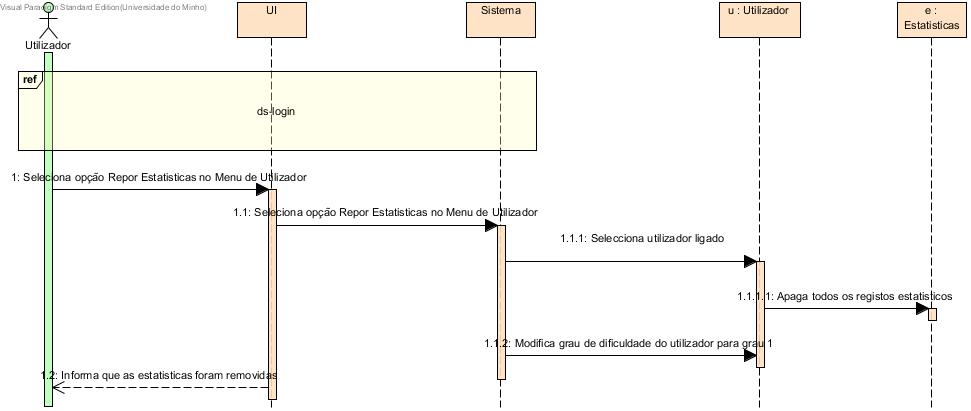 Visual Paradigm Standard Edition(Universidade do Minho)
UI
Sistema
u : Utilizador
e :
Estatisticas
Utilizador
ref
ds-login
1: Seleciona opção Repor Estatisticas no Menu de Utilizador
1.1: Seleciona opção Repor Estatisticas no Menu de Utilizador
1.1.1: Selecciona utilizador ligado
1.1.1.1: Apaga todos os registos estatisticos
1.1.2: Modifica grau de dificuldade do utilizador para grau 1
1.2: Informa que as estatisticas foram removidas